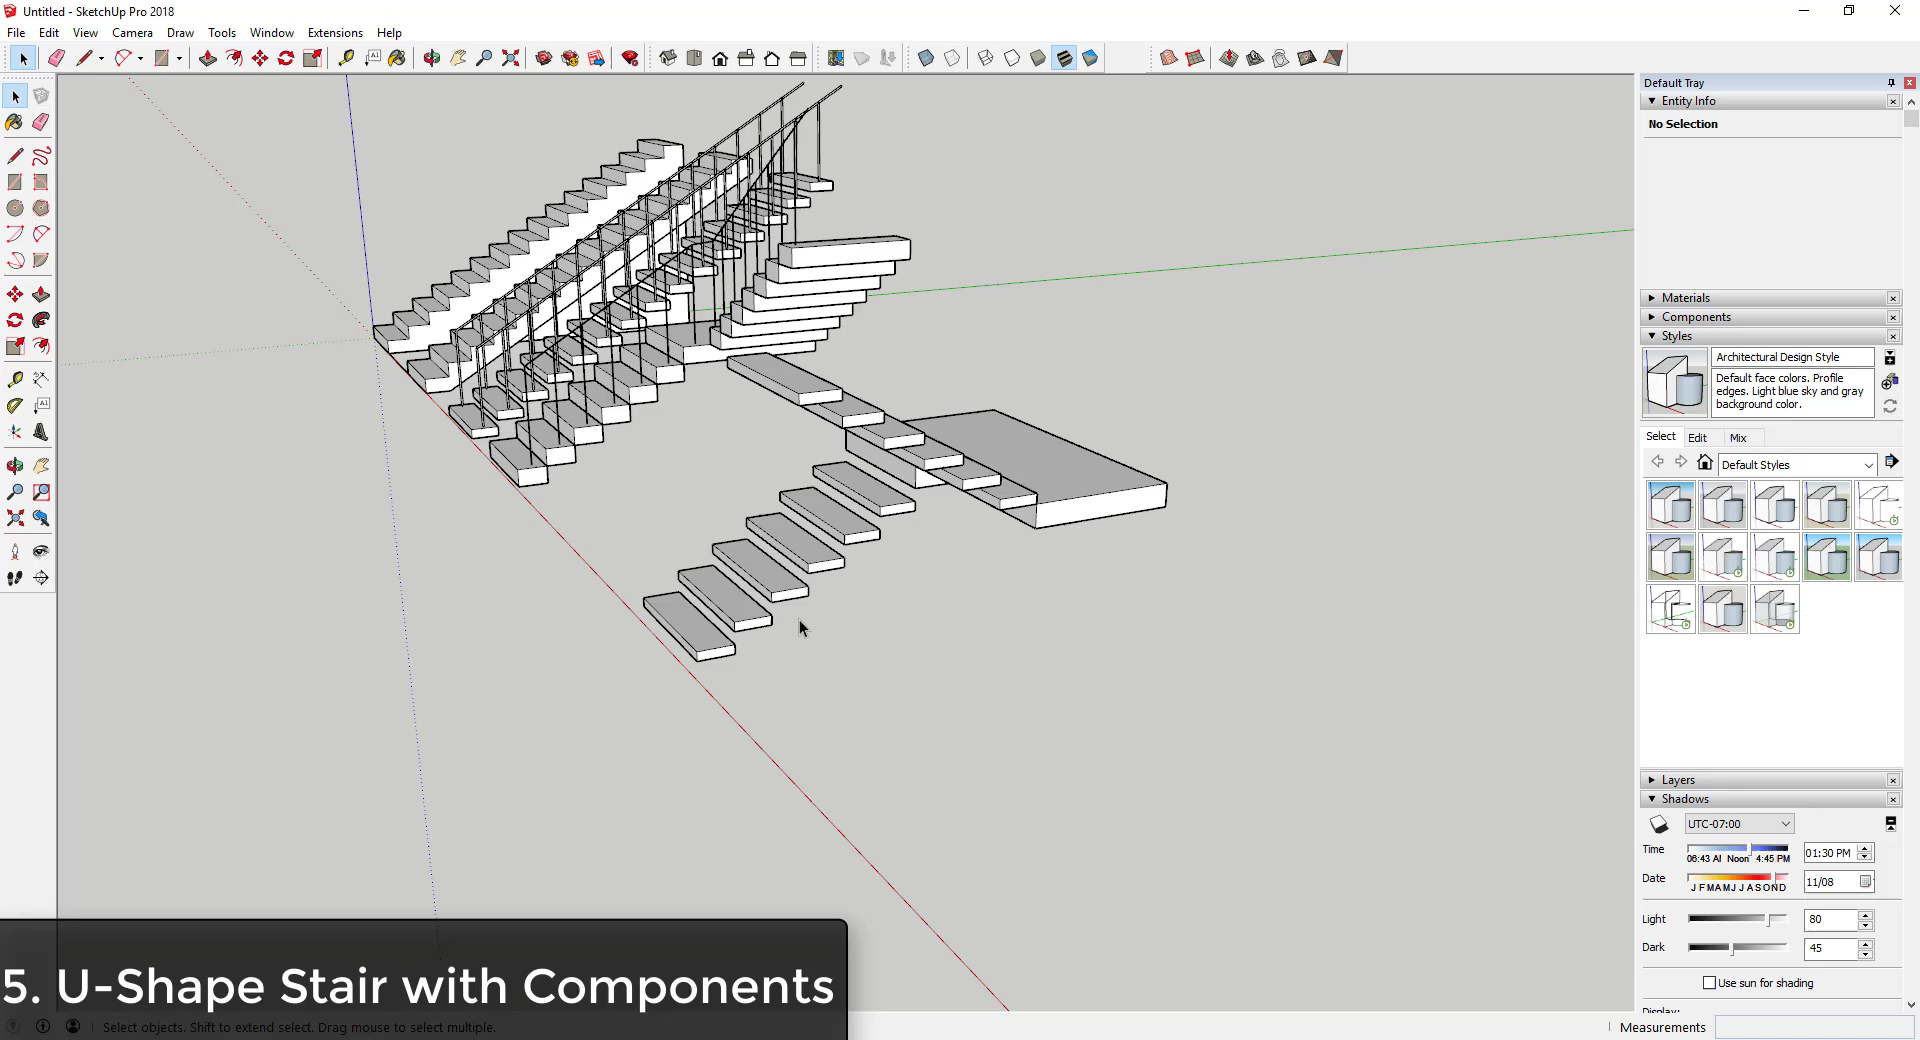 Untitled - SketchUp Pro 2018
File Edit View Camera Draw Tools Window Extensions Help
Default Tray
Entity Info
No Selection
Materials
Components
Styles
Architectural Design Style
Default face colors. Profile
edges. Light blue sky and gray
background color.
Select Edit Mix
Default Styles
Layers
Shadows
UTC-07:00
Time
06:43 AI Noon 4:45 PM
01:30 PM
Date
J F M A M J J A S O N D
11/08
Light
80
Dark
45
Use sun for shading
Display:
5. U-Shape Stair with Components
Select objects. Shift to extend select. Drag mouse to select multiple.
Measurements